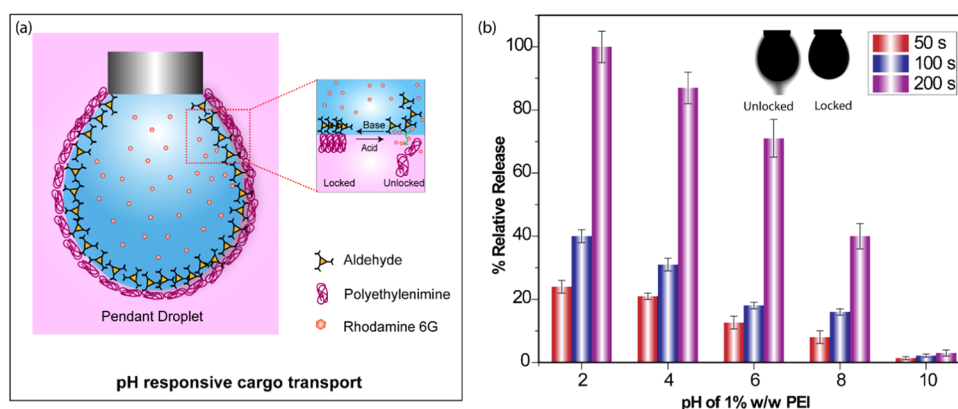 (a)
Base
Acid
Locked
Unlocked
Aldehyde
Polyethylenimine
Rhodamine 6G
Pendant Droplet
pH responsive cargo transport
(b)
% Relative Release
100
80
60
40
20
0
Unlocked
Locked
50 s
100 s
200 s
2
4
6
8
10
pH of 1% w/w PEI